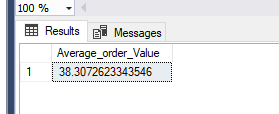 100 %
Results Messages
Average_order_Value
1 38.3072623343546